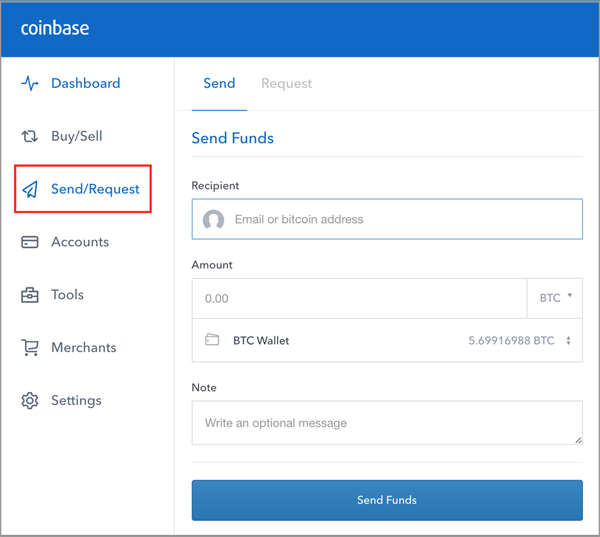 coinbase
Dashboard
Buy/Sell
Send/Request
Accounts
Tools
Merchants
Settings
Send Request
Send Funds
Recipient
Email or bitcoin address
Amount
0.00 BTC
BTC Wallet 5.69916988 BTC
Note
Write an optional message
Send Funds